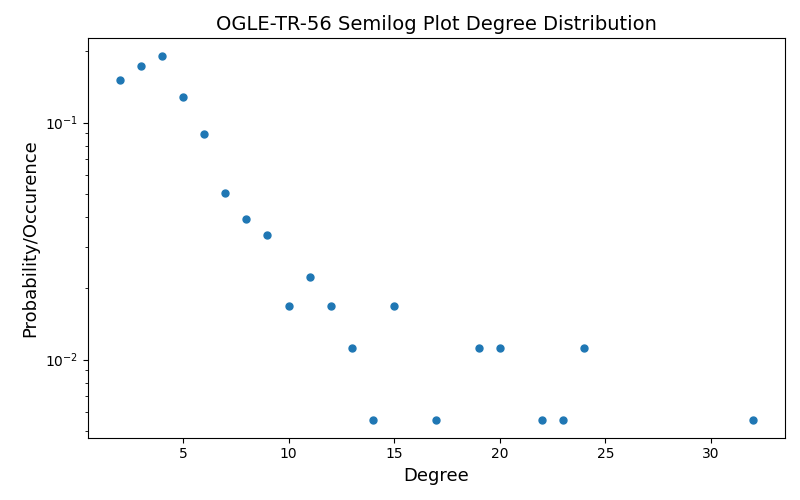 OGLE-TR-56 Semilog Plot Degree Distribution
Probability/Occurence
10⁻¹
10⁻²
5 10 15 20 25 30
Degree